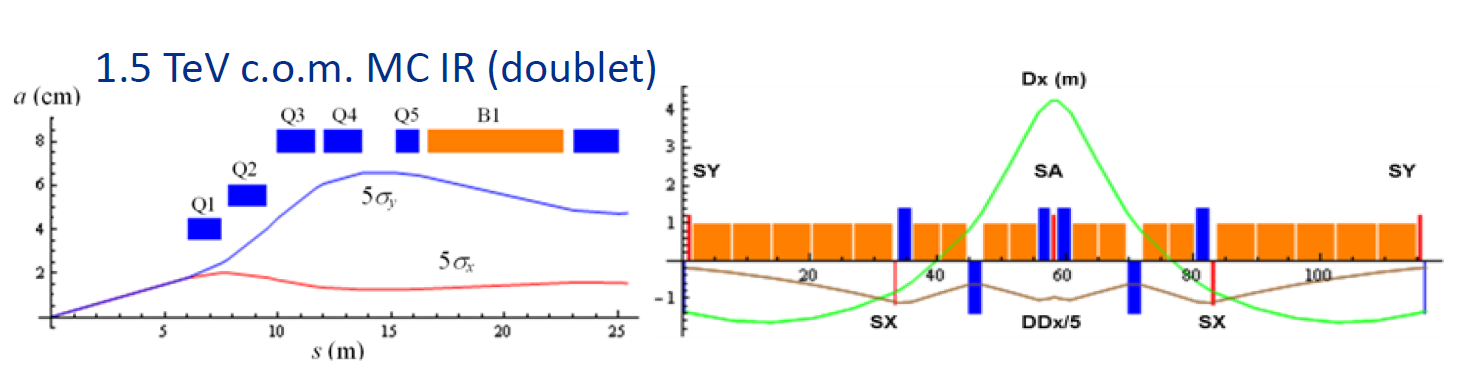 1.5 TeV c.o.m. MC IR (doublet)
a (cm)
Q3 Q4 Q5 B1
8
Q2
6
Q1
5σy
4
5σx
2
5 10 15 20 25
s (m)
Dx (m)
4
3
2
SY SA SY
1
20 40 60 80 100
-1
SX DDx/5 SX